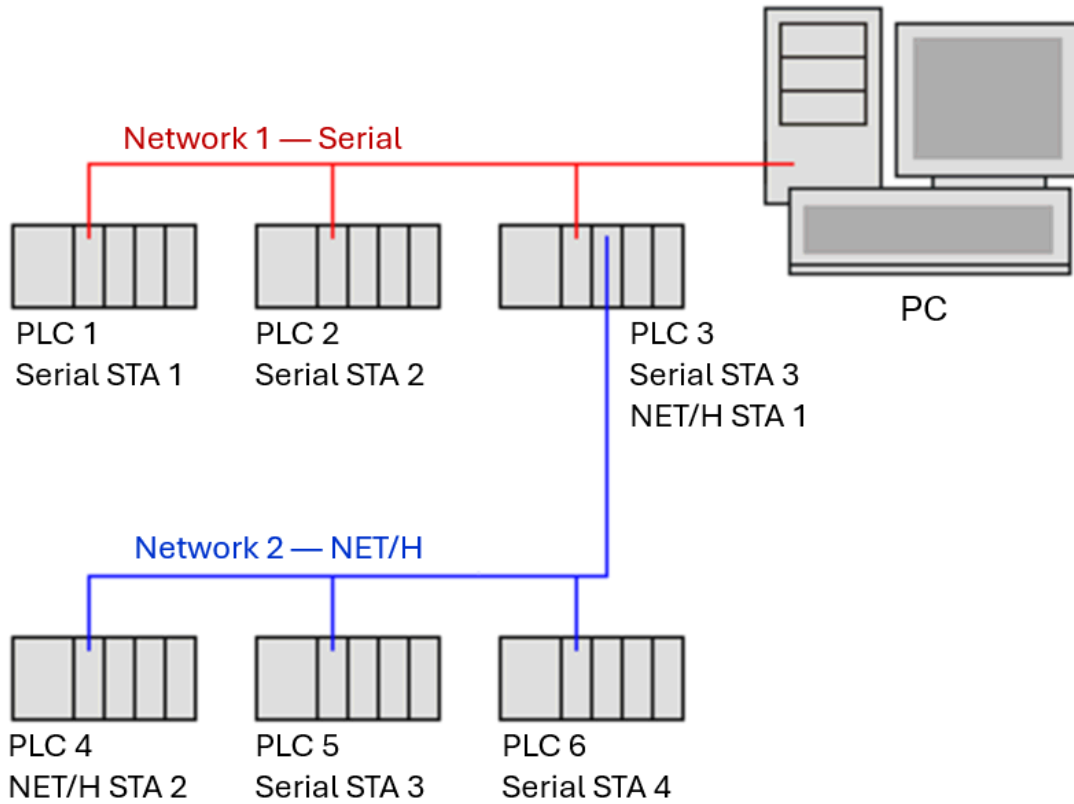 Network 1 — Serial
PC
PLC 1
Serial STA 1
PLC 2
Serial STA 2
PLC 3
Serial STA 3
NET/H STA 1
Network 2 — NET/H
PLC 4
NET/H STA 2
PLC 5
Serial STA 3
PLC 6
Serial STA 4